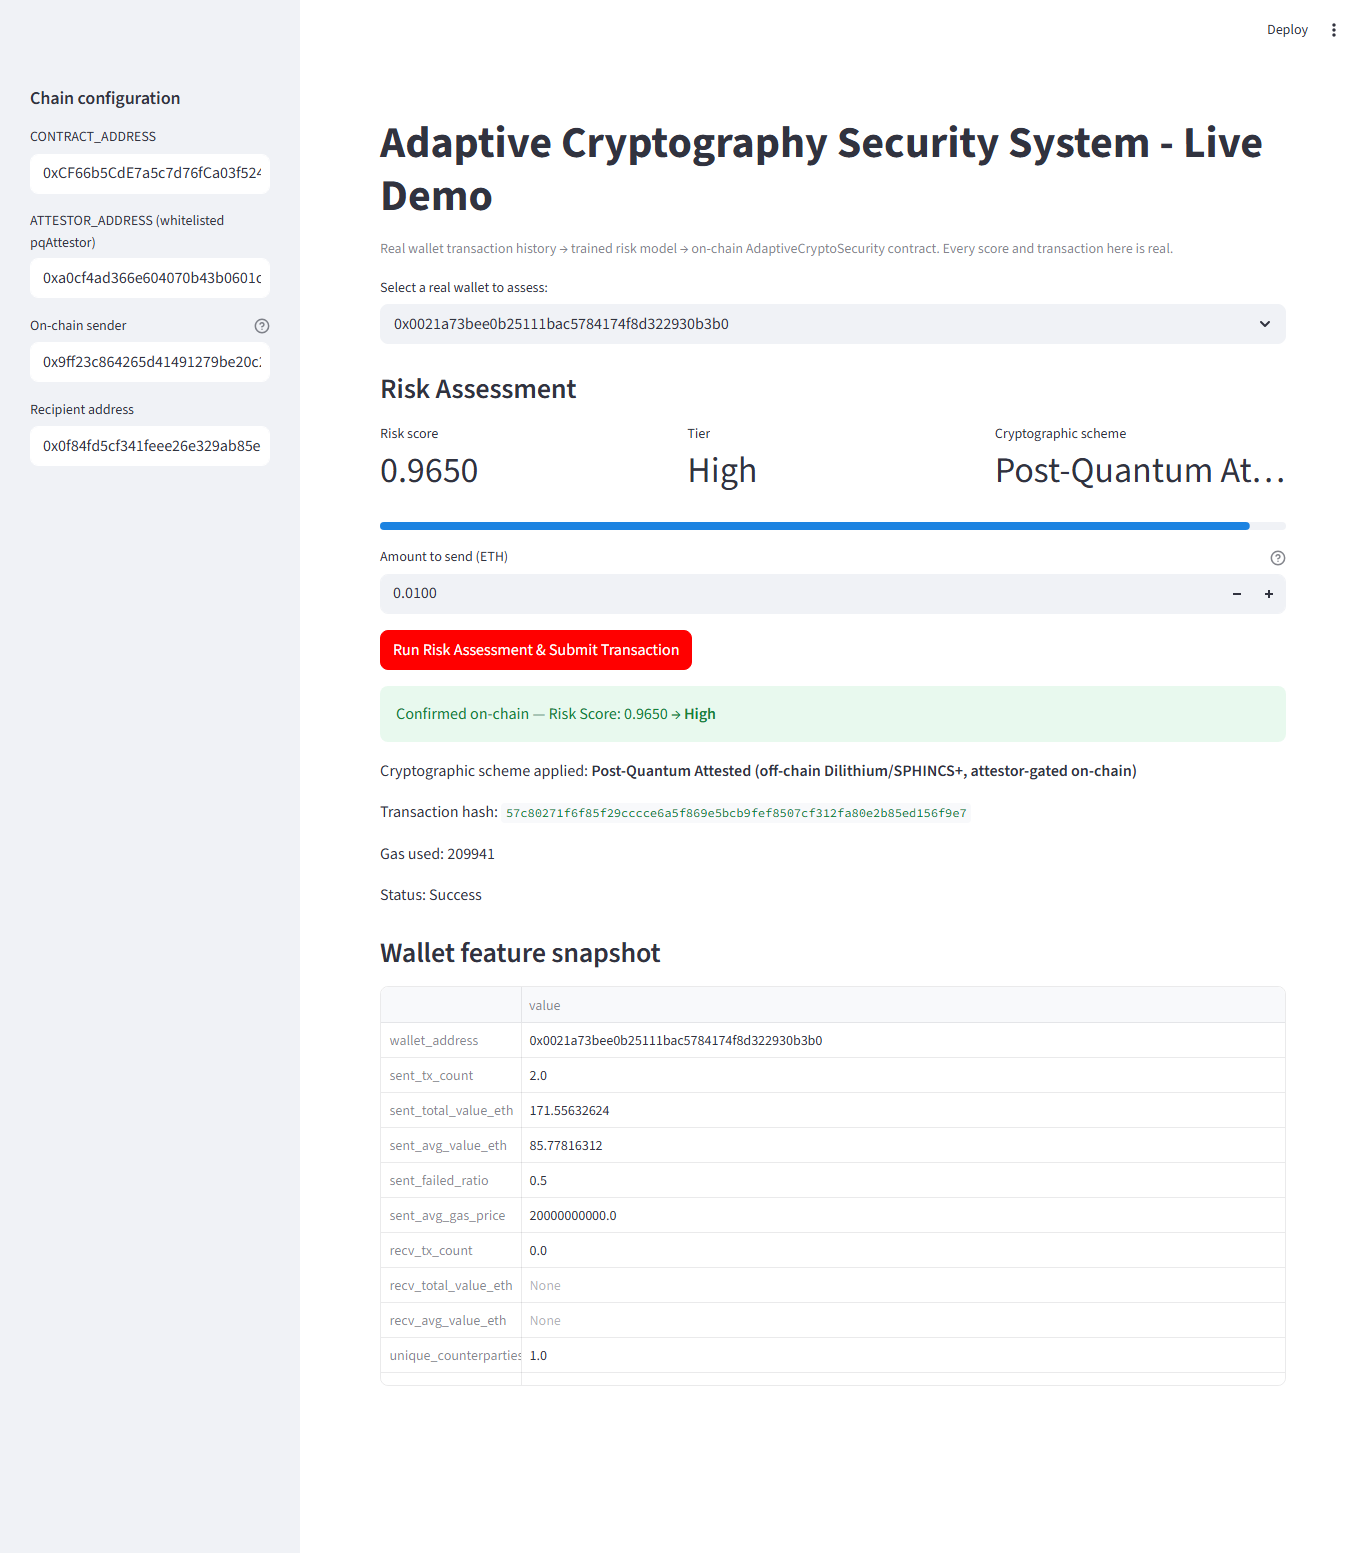 Deploy
Chain configuration
CONTRACT_ADDRESS
0xCF66b5CdE7a5c7d76fCa03f524
ATTESTOR_ADDRESS (whitelisted
pqAttestor)
0xa0cf4ad366e604070b43b0601c
On-chain sender
0x9ff23c864265d41491279be20c
Recipient address
0x0f84fd5cf341feee26e329ab85e
Adaptive Cryptography Security System - Live
Demo
Real wallet transaction history → trained risk model → on-chain AdaptiveCryptoSecurity contract. Every score and transaction here is real.
Select a real wallet to assess:
0x0021a73bee0b25111bac5784174f8d322930b3b0
Risk Assessment
Risk score
Tier
Cryptographic scheme
0.9650
High
Post-Quantum At…
Amount to send (ETH)
0.0100
Run Risk Assessment & Submit Transaction
Confirmed on-chain — Risk Score: 0.9650 → High
Cryptographic scheme applied: Post-Quantum Attested (off-chain Dilithium/SPHINCS+, attestor-gated on-chain)
Transaction hash: 57c80271f6f85f29cccce6a5f869e5bcb9fef8507cf312fa80e2b85ed156f9e7
Gas used: 209941
Status: Success
Wallet feature snapshot
value
wallet_address 0x0021a73bee0b25111bac5784174f8d322930b3b0
sent_tx_count 2.0
sent_total_value_eth 171.55632624
sent_avg_value_eth 85.77816312
sent_failed_ratio 0.5
sent_avg_gas_price 20000000000.0
recv_tx_count 0.0
recv_total_value_eth None
recv_avg_value_eth None
unique_counterparties 1.0